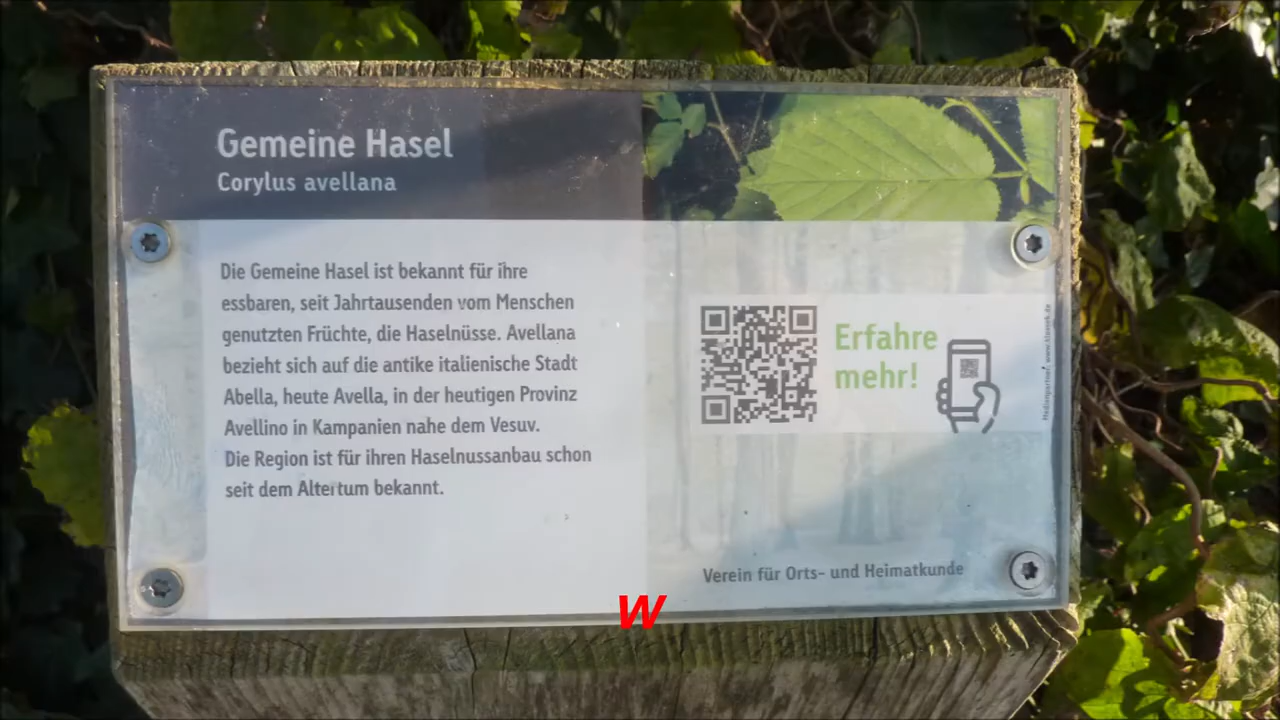 Gemeine Hasel
Corylus avellana
Die Gemeine Hasel ist bekannt für ihre
essbaren, seit Jahrtausenden vom Menschen
genutzten Früchte, die Haselnüsse. Avellana
bezieht sich auf die antike italienische Stadt
Abella, heute Avella, in der heutigen Provinz
Avellino in Kampanien nahe dem Vesuv.
Die Region ist für ihren Haselnussanbau schon
seit dem Altertum bekannt.
Erfahre
mehr!
Medienpartner:
Verein für Orts- und Heimatkunde
W